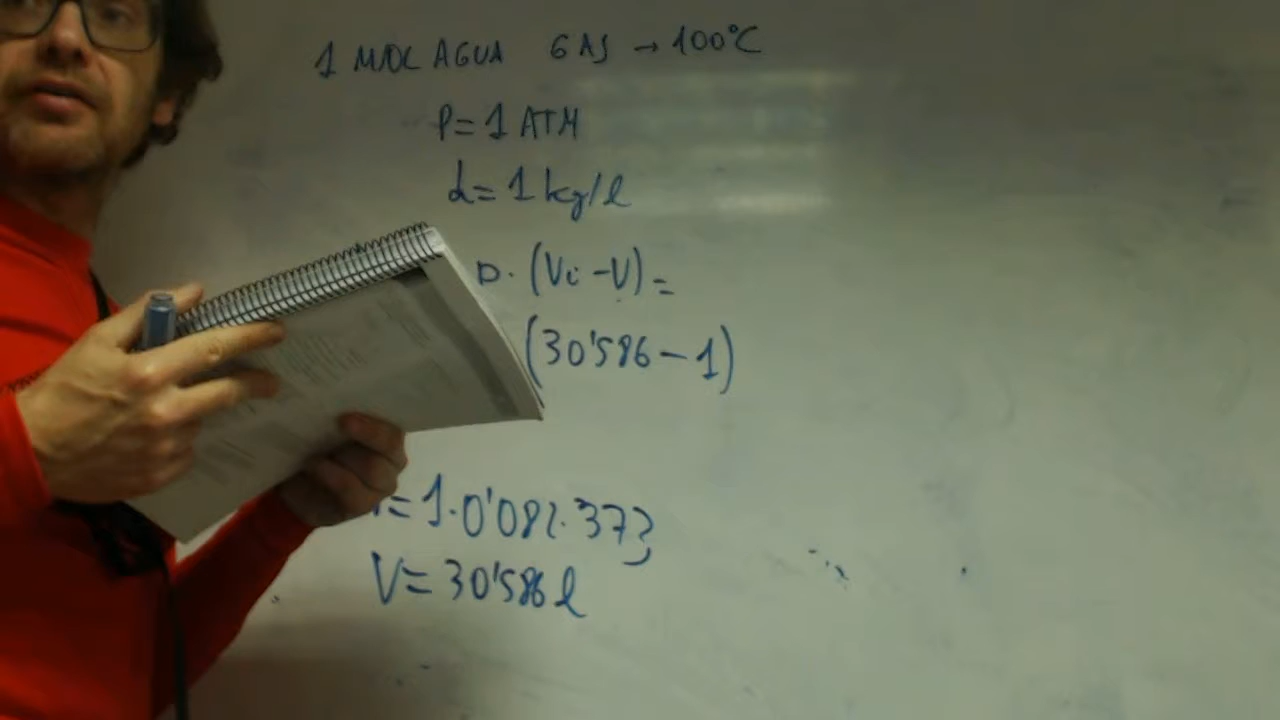 1 MOL AGUA GAS → 100°C
P=1 ATM
d=1 kg/l
P·(Vi-V)=
(30'586-1)
=1·0'082·373
V=30'586 l